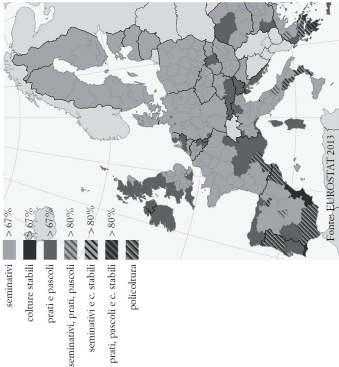 seminativi > 67%
colture stabili > 67%
prati e pascoli > 67%
seminativi, prati, pascoli > 80%
seminativi e c. stabili > 80%
prati, pascoli e c. stabili > 80%
policoltura
Fonte: EUROSTAT 2013